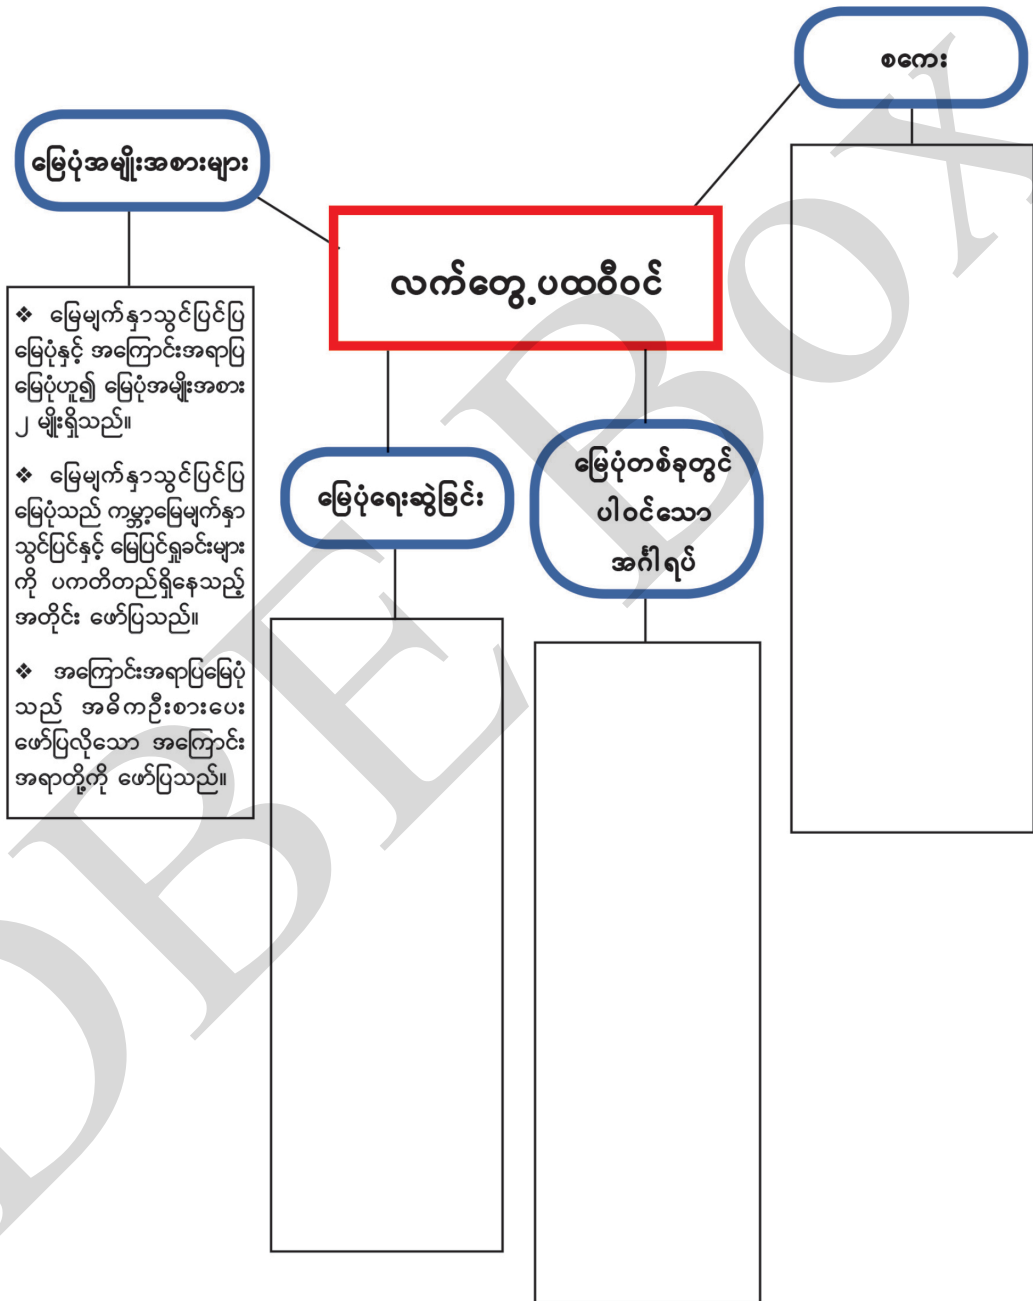 စကေး
မြေပုံအမျိုးအစားများ
လက်တွေ့ပထဝီဝင်
❖ မြေမျက်နှာသွင်ပြင်ပြ
မြေပုံနှင့် အကြောင်းအရာပြ
မြေပုံဟူ၍ မြေပုံအမျိုးအစား
၂ မျိုးရှိသည်။
❖ မြေမျက်နှာသွင်ပြင်ပြ
မြေပုံသည် ကမ္ဘာ့မြေမျက်နှာ
သွင်ပြင်နှင့် မြေပြင်ရှုခင်းများ
ကို ပကတိတည်ရှိနေသည့်
အတိုင်း ဖော်ပြသည်။
❖ အကြောင်းအရာပြမြေပုံ
သည် အဓိကဦးစားပေး
ဖော်ပြလိုသော အကြောင်း
အရာတို့ကို ဖော်ပြသည်။
မြေပုံရေးဆွဲခြင်း
မြေပုံတစ်ခုတွင်
ပါဝင်သော
အင်္ဂါရပ်
DBE BOX